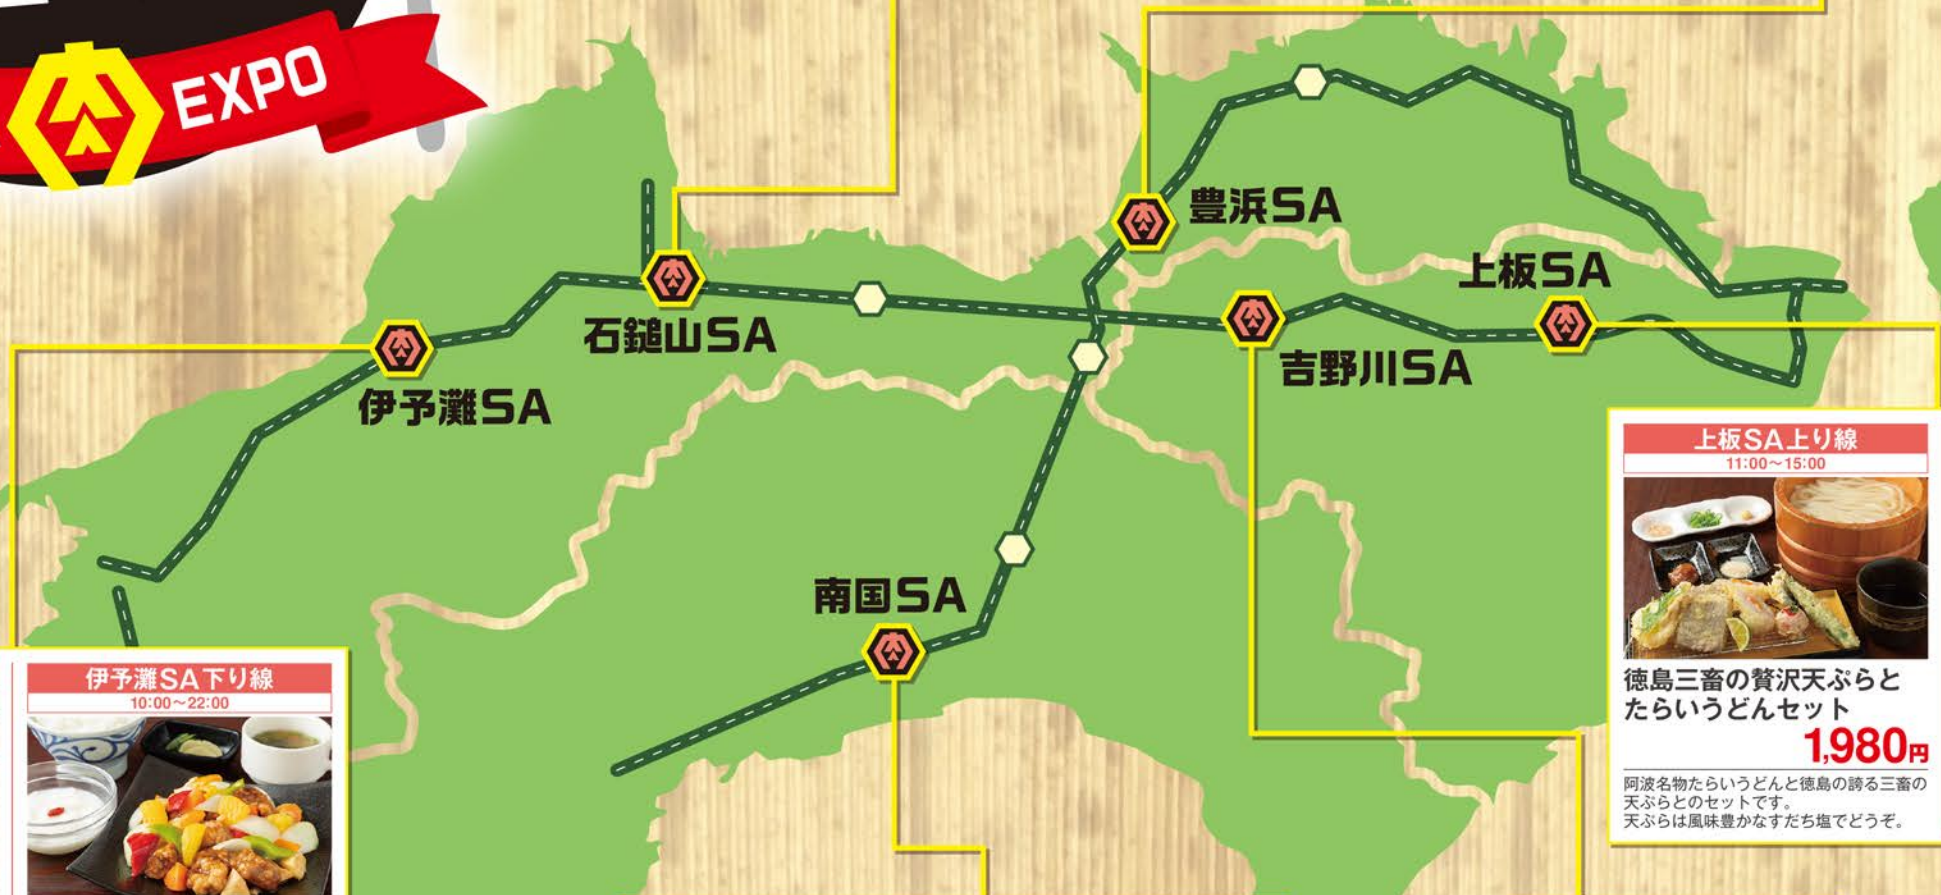 EXPO
豊浜SA
上板SA
石鎚山SA
吉野川SA
伊予灘SA
南国SA
上板SA上り線
11:00～15:00
徳島三畜の贅沢天ぷらと
たらいうどんセット
1,980円
阿波名物たらいうどんと徳島の誇る三畜の
天ぷらとのセットです。
天ぷらは風味豊かなすだち塩でどうぞ。
伊予灘SA下り線
10:00～22:00